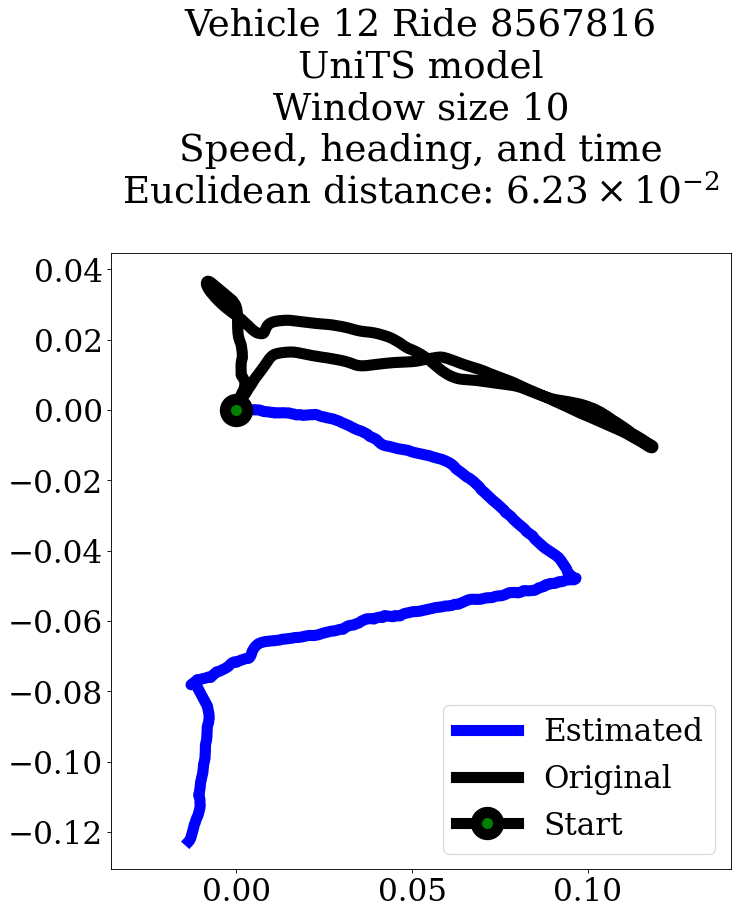 Vehicle 12 Ride 8567816
UniTS model
Window size 10
Speed, heading, and time
Euclidean distance: 6.23 × 10⁻²
0.04
0.02
0.00
−0.02
−0.04
−0.06
−0.08
−0.10
−0.12
Estimated
Original
Start
0.00 0.05 0.10